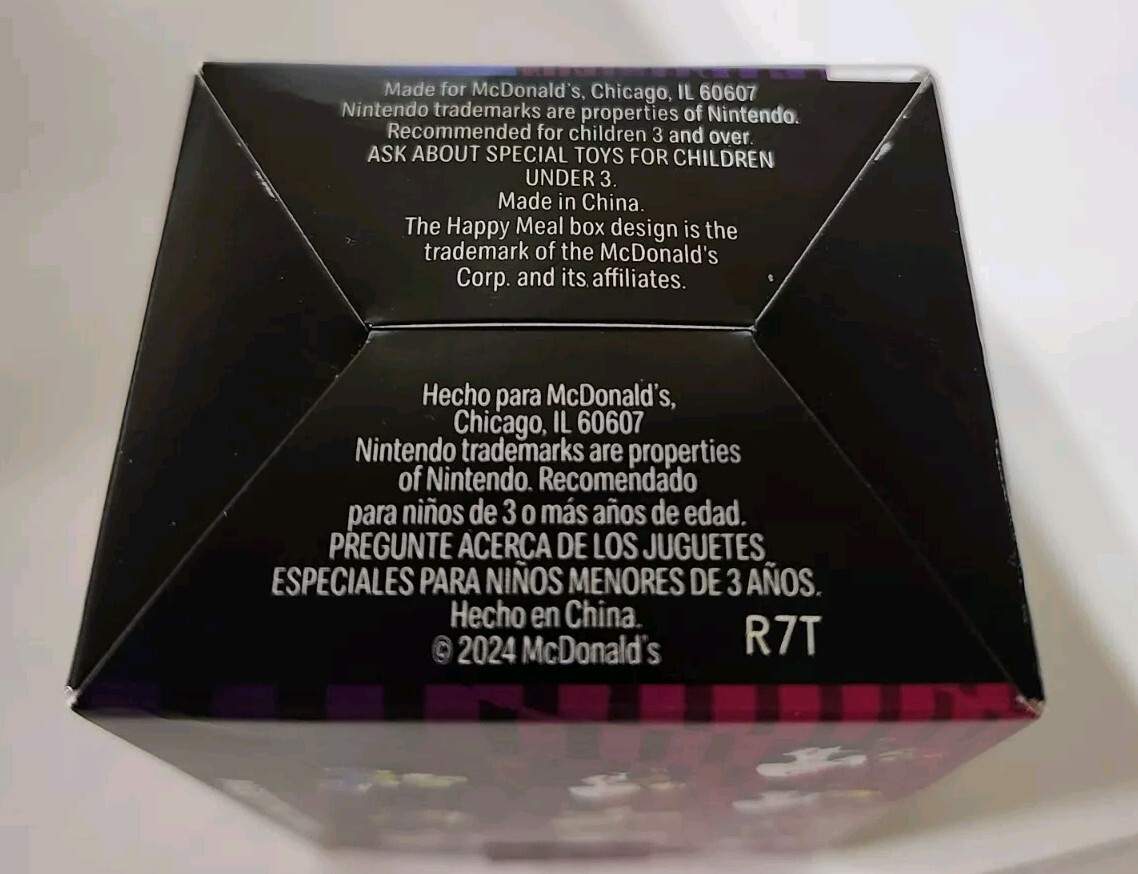 Made for McDonald's, Chicago, IL 60607
Nintendo trademarks are properties of Nintendo.
Recommended for children 3 and over.
ASK ABOUT SPECIAL TOYS FOR CHILDREN
UNDER 3.
Made in China.
The Happy Meal box design is the
trademark of the McDonald's
Corp. and its affiliates.
Hecho para McDonald's,
Chicago, IL 60607
Nintendo trademarks are properties
of Nintendo. Recomendado
para niños de 3 o más años de edad.
PREGUNTE ACERCA DE LOS JUGUETES
ESPECIALES PARA NIÑOS MENORES DE 3 AÑOS.
Hecho en China.
© 2024 McDonald's
R7T